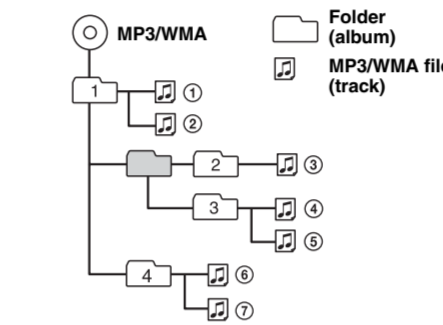 MP3/WMA
Folder
(album)
MP3/WMA file
(track)
1
①
②
2
③
3
④
⑤
4
⑥
⑦